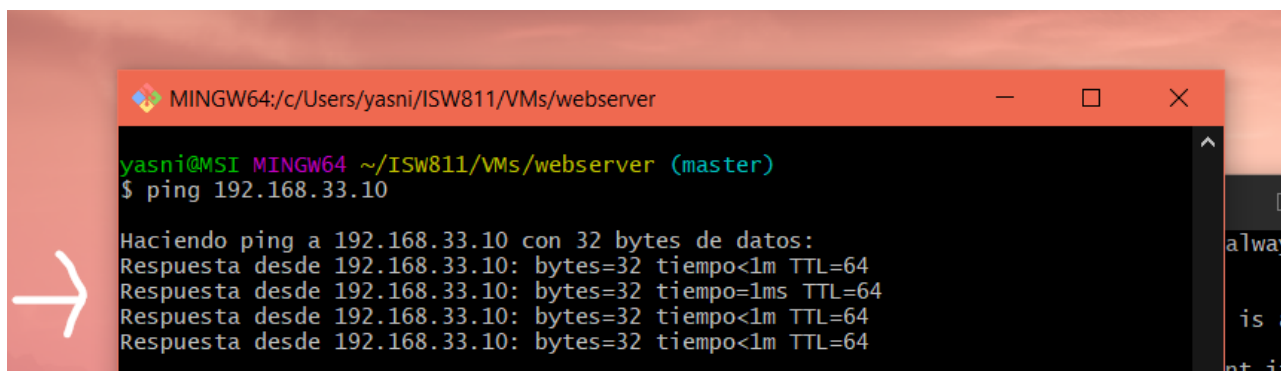 MINGW64:/c/Users/yasni/ISW811/VMs/webserver
yasni@MSI MINGW64 ~/ISW811/VMs/webserver (master)
$ ping 192.168.33.10
Haciendo ping a 192.168.33.10 con 32 bytes de datos:
Respuesta desde 192.168.33.10: bytes=32 tiempo<1m TTL=64
Respuesta desde 192.168.33.10: bytes=32 tiempo=1ms TTL=64
Respuesta desde 192.168.33.10: bytes=32 tiempo<1m TTL=64
Respuesta desde 192.168.33.10: bytes=32 tiempo<1m TTL=64
is